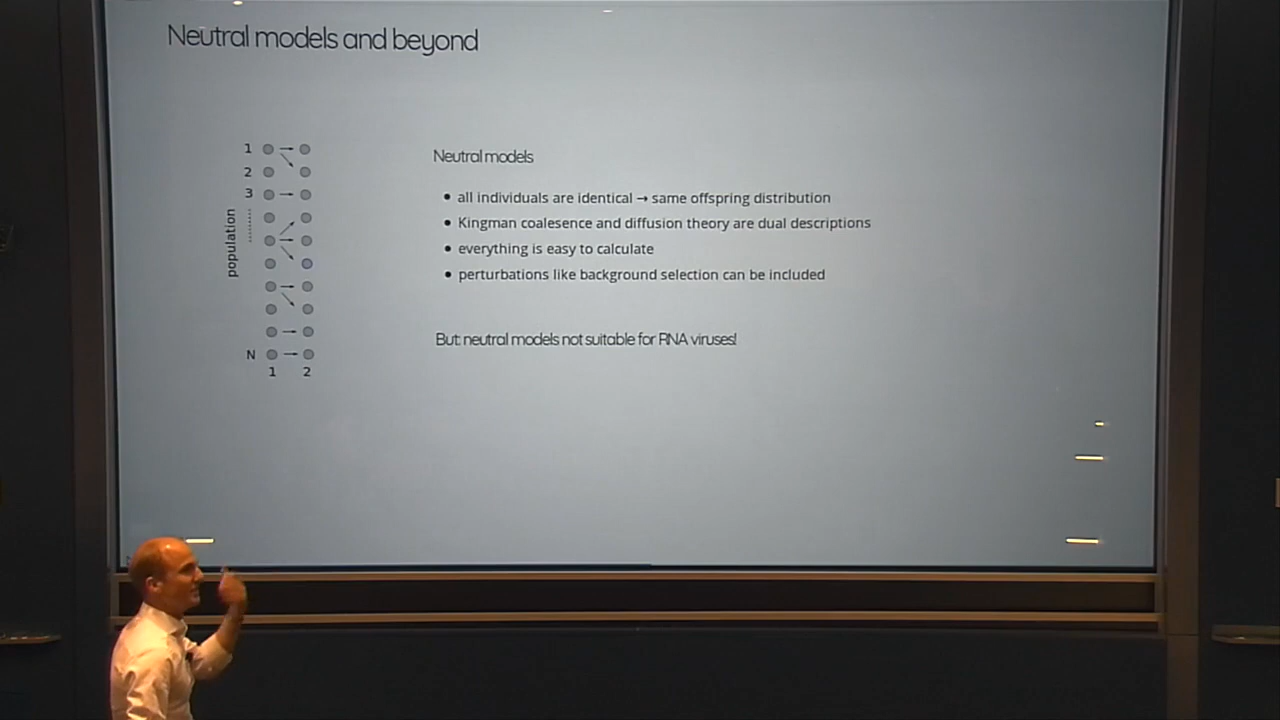 Neutral models and beyond
1
2
3
population
N
1 2
Neutral models
• all individuals are identical → same offspring distribution
• Kingman coalesence and diffusion theory are dual descriptions
• everything is easy to calculate
• perturbations like background selection can be included
But: neutral models not suitable for RNA viruses!